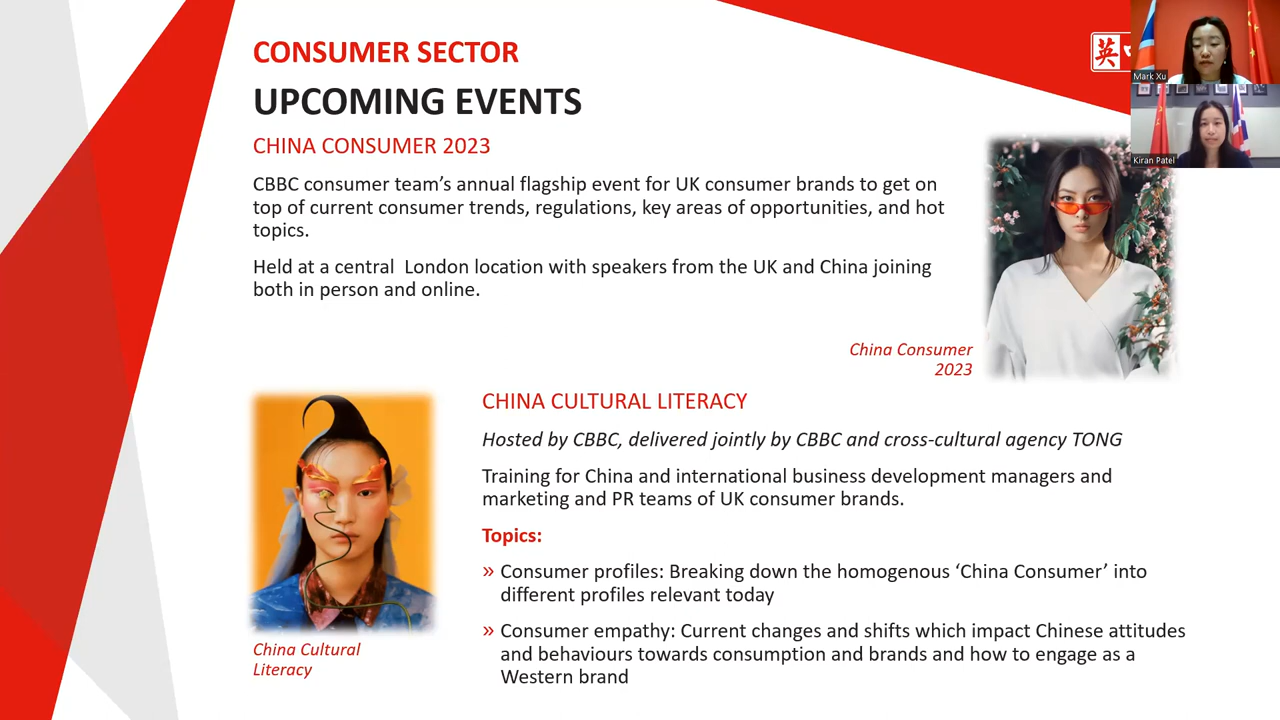 CONSUMER SECTOR
UPCOMING EVENTS
CHINA CONSUMER 2023
CBBC consumer team’s annual flagship event for UK consumer brands to get on
top of current consumer trends, regulations, key areas of opportunities, and hot
topics.
Held at a central  London location with speakers from the UK and China joining
both in person and online.
英
Mark Xu
Kiran Patel
China Consumer
2023
CHINA CULTURAL LITERACY
Hosted by CBBC, delivered jointly by CBBC and cross-cultural agency TONG
Training for China and international business development managers and
marketing and PR teams of UK consumer brands.
Topics:
» Consumer profiles: Breaking down the homogenous ‘China Consumer’ into
different profiles relevant today
» Consumer empathy: Current changes and shifts which impact Chinese attitudes
and behaviours towards consumption and brands and how to engage as a
Western brand
China Cultural
Literacy